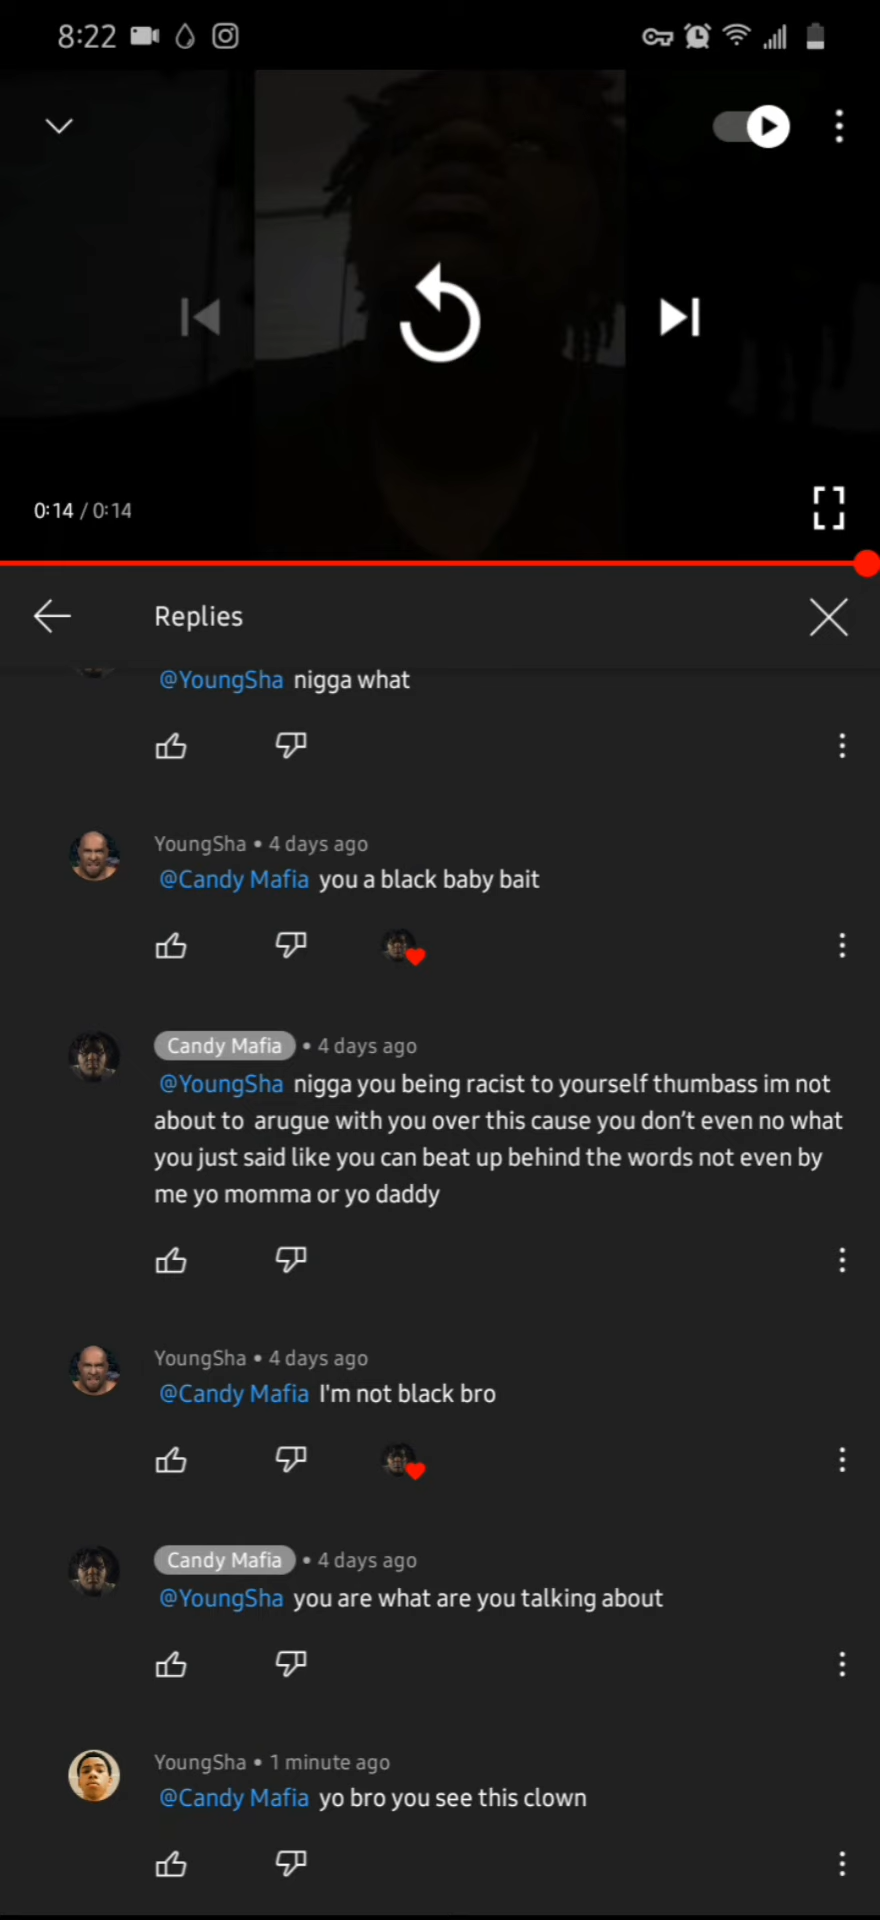 8:22
0:14 / 0:14
Replies
@YoungSha nigga what
YoungSha • 4 days ago
@Candy Mafia you a black baby bait
Candy Mafia • 4 days ago
@YoungSha nigga you being racist to yourself thumbass im not
about to arugue with you over this cause you don’t even no what
you just said like you can beat up behind the words not even by
me yo momma or yo daddy
YoungSha • 4 days ago
@Candy Mafia I'm not black bro
Candy Mafia • 4 days ago
@YoungSha you are what are you talking about
YoungSha • 1 minute ago
@Candy Mafia yo bro you see this clown